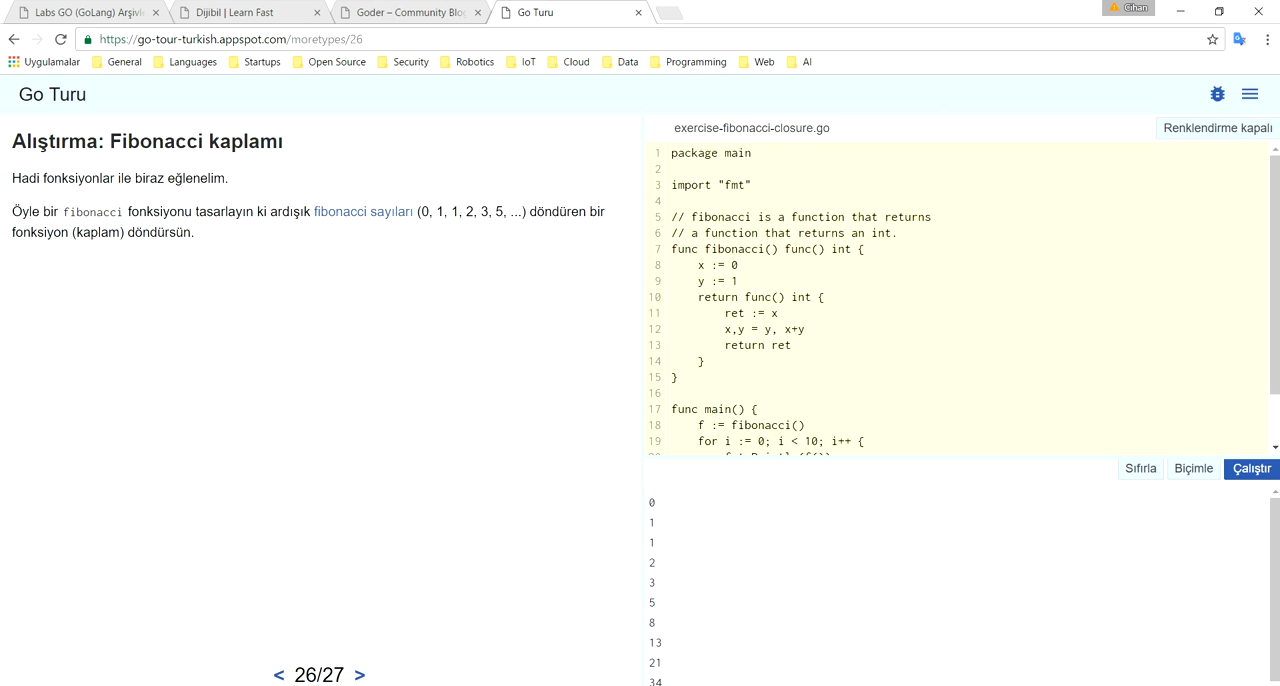 Labs GO (GoLang) Arşivl
Dijibil | Learn Fast
Goder – Community Blog
Go Turu
Cihan
https://go-tour-turkish.appspot.com/moretypes/26
Uygulamalar General Languages Startups Open Source Security Robotics IoT Cloud Data Programming Web AI
Go Turu
Alıştırma: Fibonacci kaplamı
Hadi fonksiyonlar ile biraz eğlenelim.
Öyle bir fibonacci fonksiyonu tasarlayın ki ardışık fibonacci sayıları (0, 1, 1, 2, 3, 5, ...) döndüren bir
fonksiyon (kaplam) döndürsün.
< 26/27 >
exercise-fibonacci-closure.go
Renklendirme kapalı
1 package main
2
3 import "fmt"
4
5 // fibonacci is a function that returns
6 // a function that returns an int.
7 func fibonacci() func() int {
8 x := 0
9 y := 1
10 return func() int {
11 ret := x
12 x,y = y, x+y
13 return ret
14 }
15 }
16
17 func main() {
18 f := fibonacci()
19 for i := 0; i < 10; i++ {
Sıfırla Biçimle Çalıştır
0
1
1
2
3
5
8
13
21
34